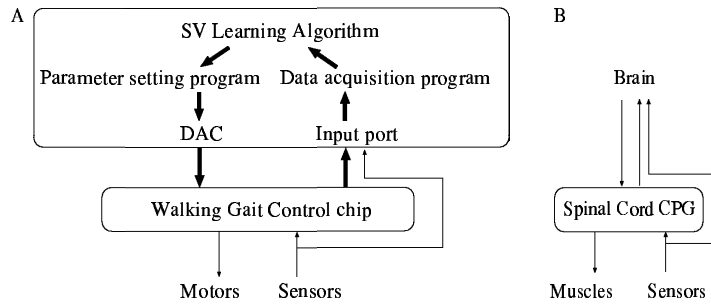 A
SV Learning Algorithm
Parameter setting program
Data acquisition program
DAC
Input port
Walking Gait Control chip
Motors
Sensors
B
Brain
Spinal Cord CPG
Muscles
Sensors